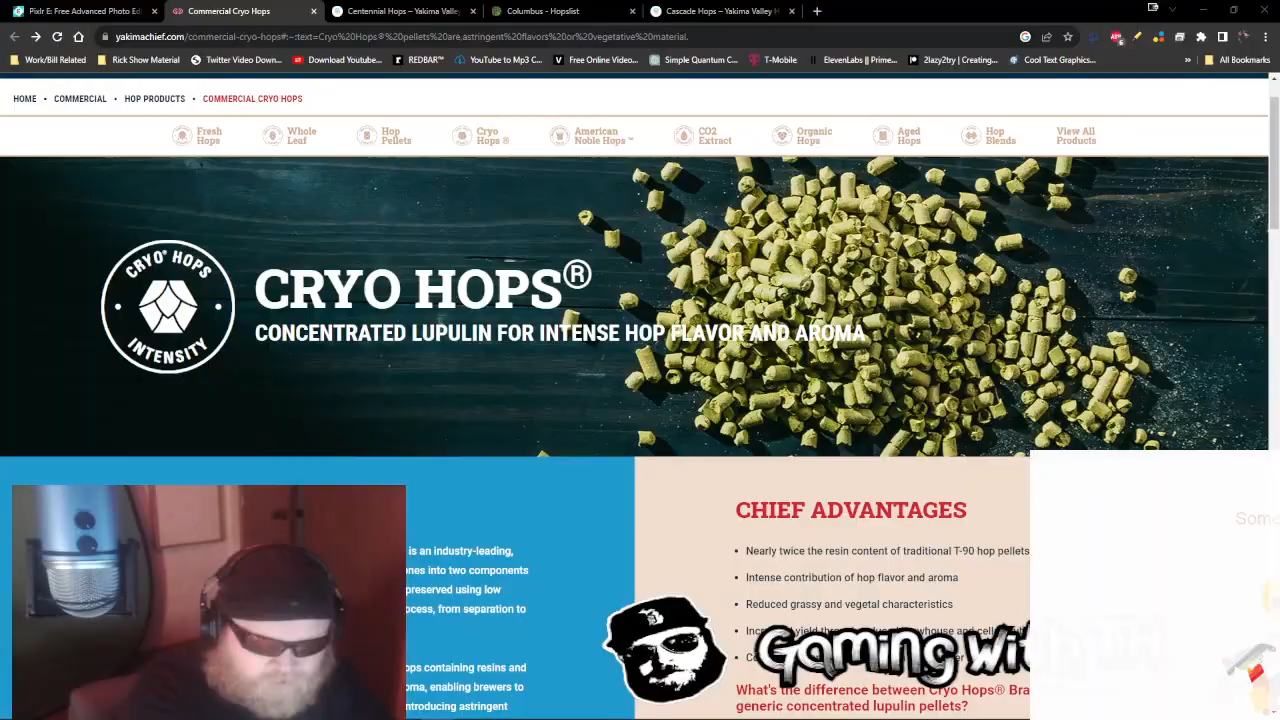 Pixlr E: Free Advanced Photo Edi
Commercial Cryo Hops
Centennial Hops – Yakima Valley
Columbus - Hopslist
Cascade Hops – Yakima Valley H
yakimachief.com/commercial-cryo-hops#:~:text=Cryo%20Hops®%20pellets%20are,astringent%20flavors%20or%20vegetative%20material.
Work/Bill Related
Rick Show Material
Twitter Video Down...
Download Youtube...
REDBAR™
YouTube to Mp3 C...
Free Online Video...
Simple Quantum C...
T-Mobile
ElevenLabs || Prime...
2lazy2try | Creating...
Cool Text Graphics...
»
All Bookmarks
HOME • COMMERCIAL • HOP PRODUCTS • COMMERCIAL CRYO HOPS
Fresh
Hops
Whole
Leaf
Hop
Pellets
Cryo
Hops ®
American
Noble Hops ™
CO2
Extract
Organic
Hops
Aged
Hops
Hop
Blends
View All
Products
CRYO® HOPS
INTENSITY
CRYO HOPS®
CONCENTRATED LUPULIN FOR INTENSE HOP FLAVOR AND AROMA
is an industry-leading,
ones into two components
preserved using low
ocess, from separation to
ops containing resins and
oma, enabling brewers to
ntroducing astringent
CHIEF ADVANTAGES
• Nearly twice the resin content of traditional T-90 hop pellets
• Intense contribution of hop flavor and aroma
• Reduced grassy and vegetal characteristics
What's the difference between Cryo Hops® Bra
generic concentrated lupulin pellets?
Gaming wit
Some